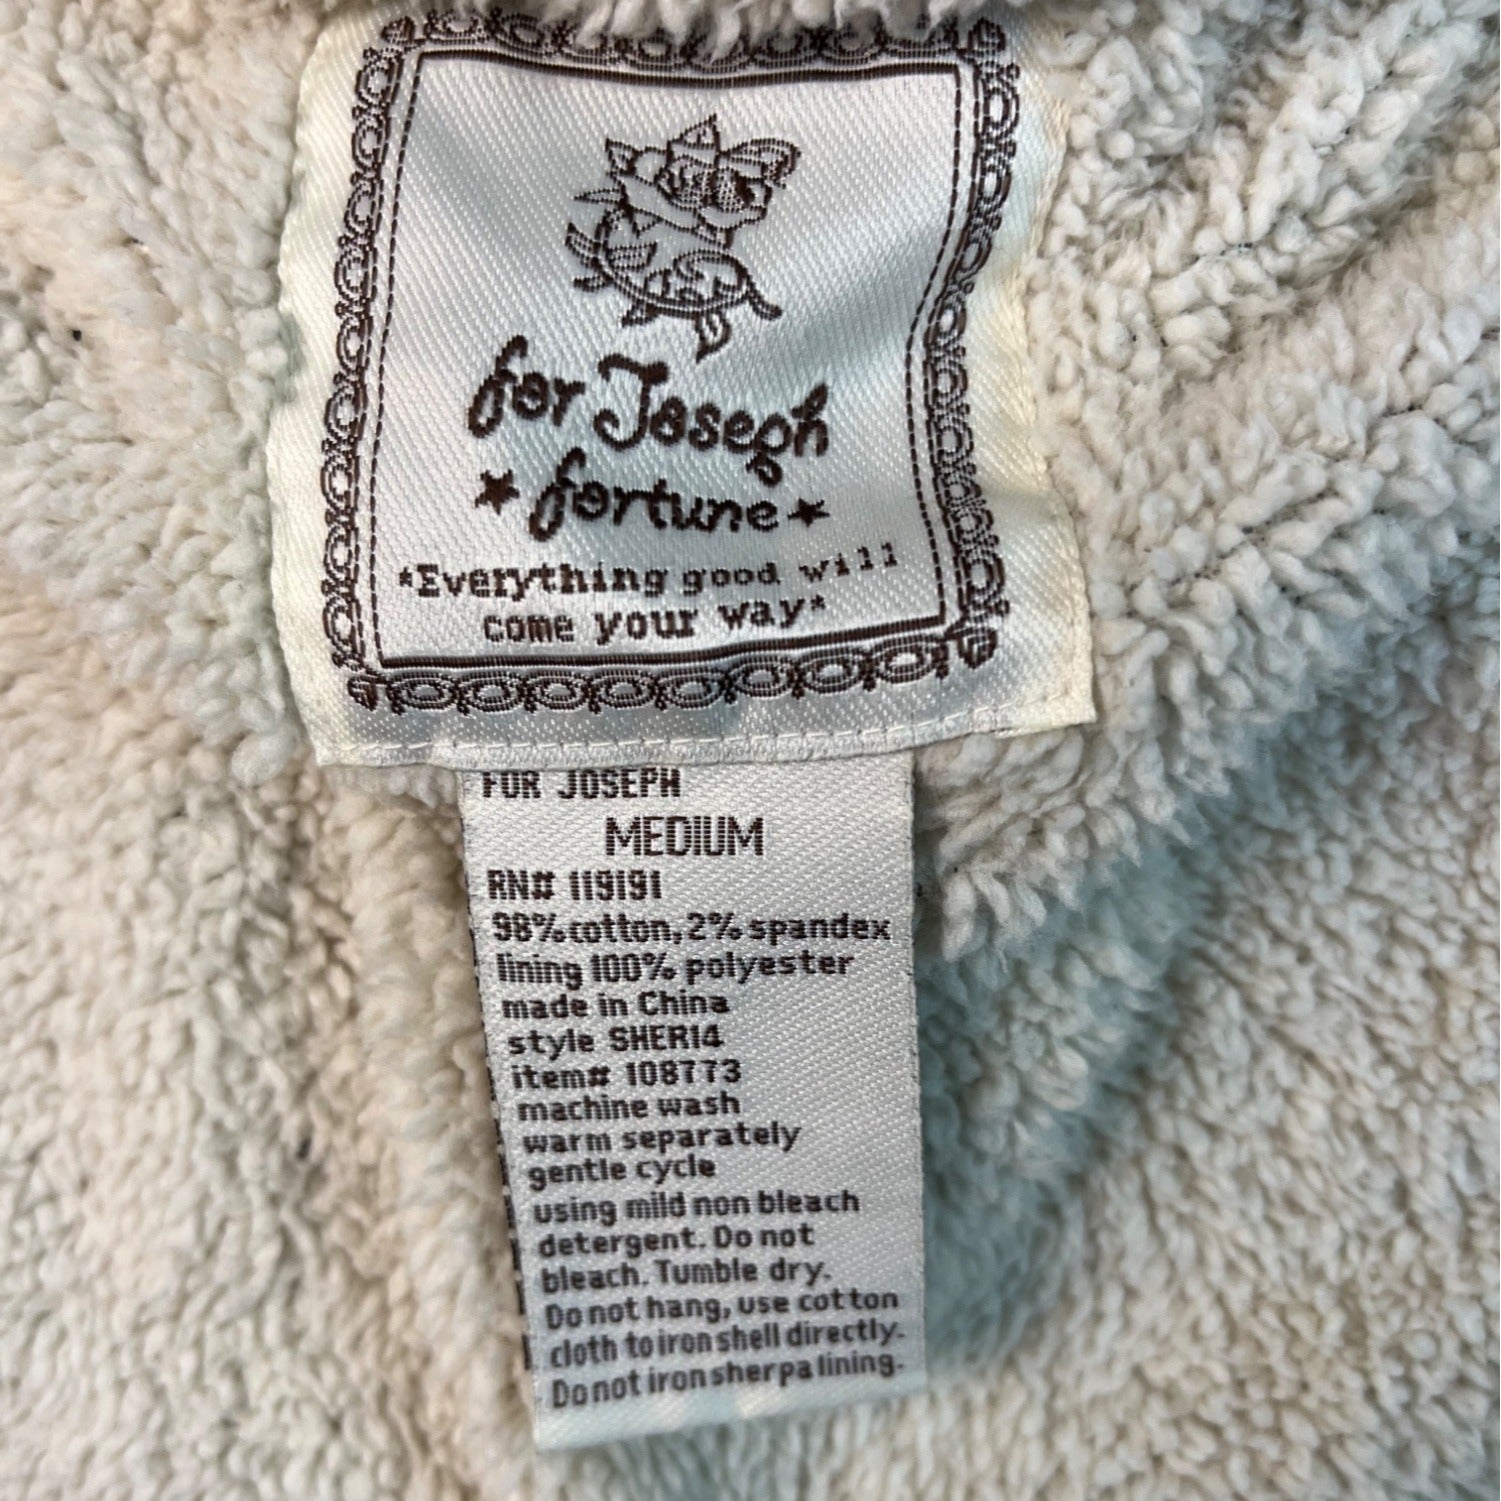 for Joseph
fortune
*Everything good will
come your way*
FOR JOSEPH
MEDIUM
RN# 119191
98% cotton, 2% spandex
lining 100% polyester
made in China
style SHER14
item# 108773
machine wash
warm separately
gentle cycle
using mild non bleach
detergent. Do not
bleach. Tumble dry.
Do not hang, use cotton
cloth to iron shell directly.
Do not iron sherpa lining.